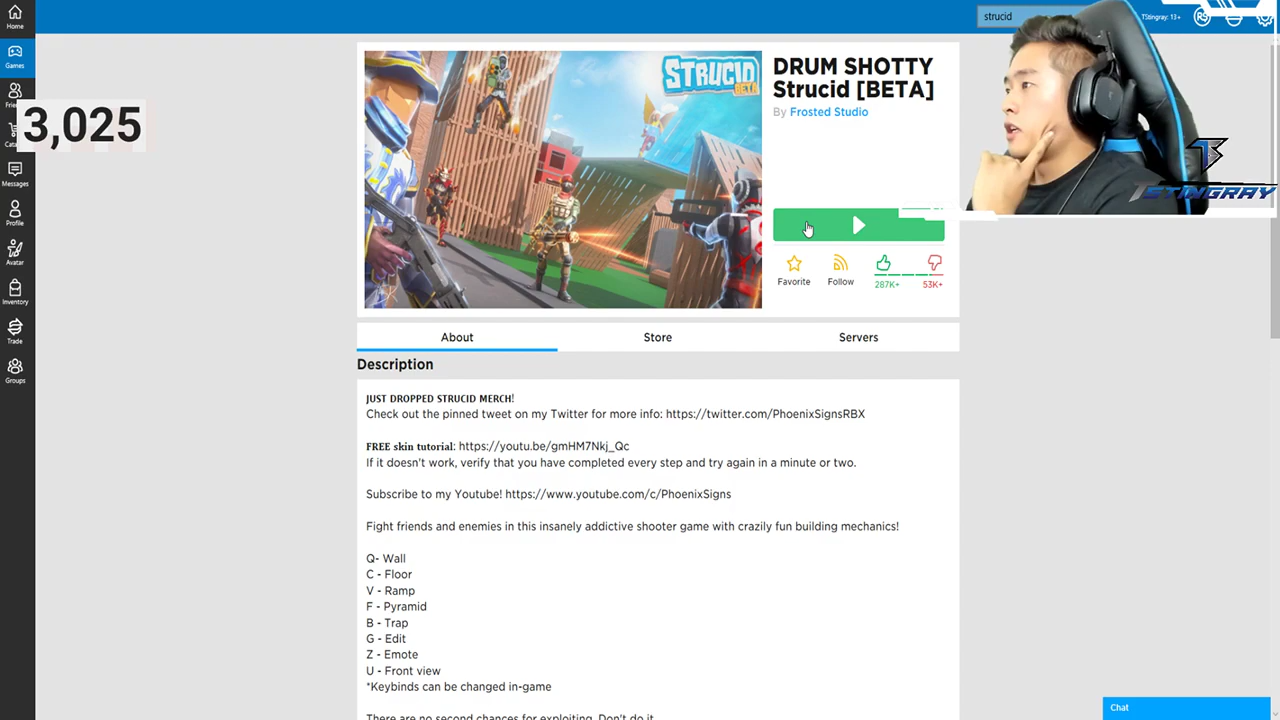 strucid
TStingray: 13+
Home
Games
Messages
Profile
Avatar
Inventory
Trade
Groups
3,025
STRUCID
BETA
DRUM SHOTTY
Strucid [BETA]
By Frosted Studio
Favorite
Follow
287K+
53K+
STINGRAY
About
Store
Servers
Description
JUST DROPPED STRUCID MERCH!
Check out the pinned tweet on my Twitter for more info: https://twitter.com/PhoenixSignsRBX
FREE skin tutorial: https://youtu.be/gmHM7Nkj_Qc
If it doesn't work, verify that you have completed every step and try again in a minute or two.
Subscribe to my Youtube! https://www.youtube.com/c/PhoenixSigns
Fight friends and enemies in this insanely addictive shooter game with crazily fun building mechanics!
Q- Wall
C - Floor
V - Ramp
F - Pyramid
B - Trap
G - Edit
Z - Emote
U - Front view
*Keybinds can be changed in-game
There are no second chances for exploiting. Don't do it.
Chat